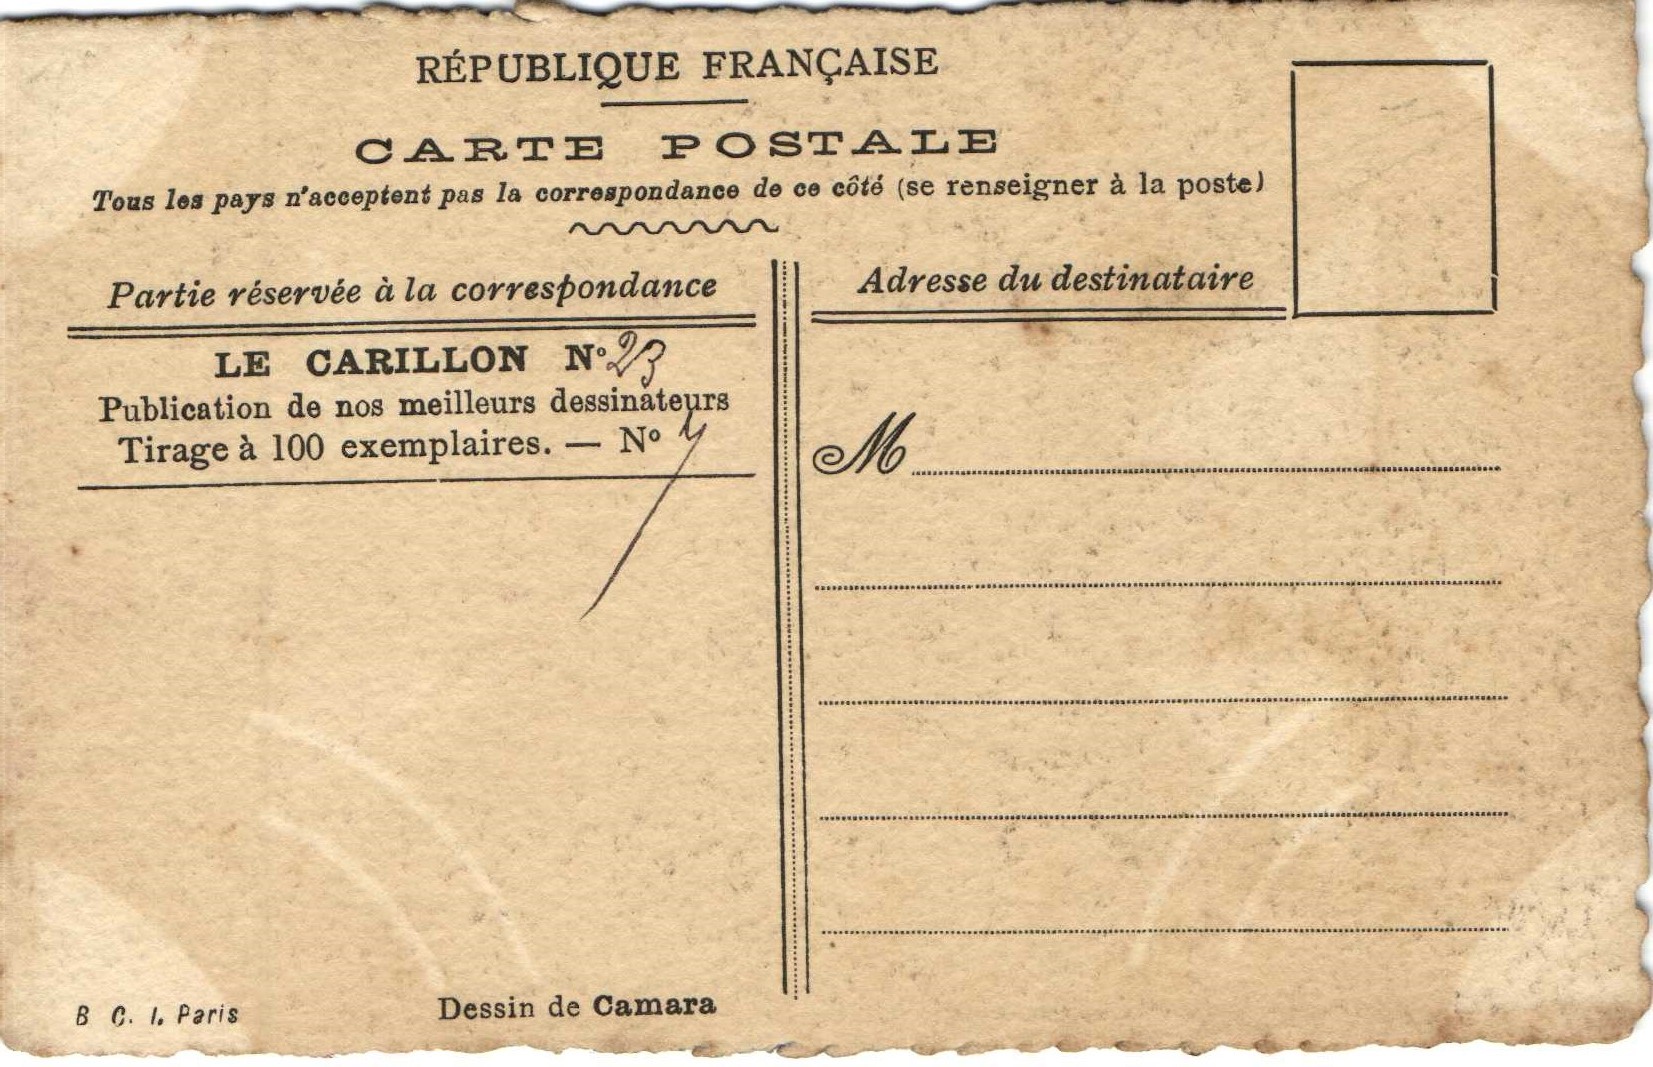 RÉPUBLIQUE FRANÇAISE
CARTE POSTALE
Tous les pays n'acceptent pas la correspondance de ce côté (se renseigner à la poste)
Partie réservée à la correspondance
LE CARILLON Nº 23
Publication de nos meilleurs dessinateurs
Tirage à 100 exemplaires. — Nº
B C. I. Paris
Dessin de Camara
Adresse du destinataire
M